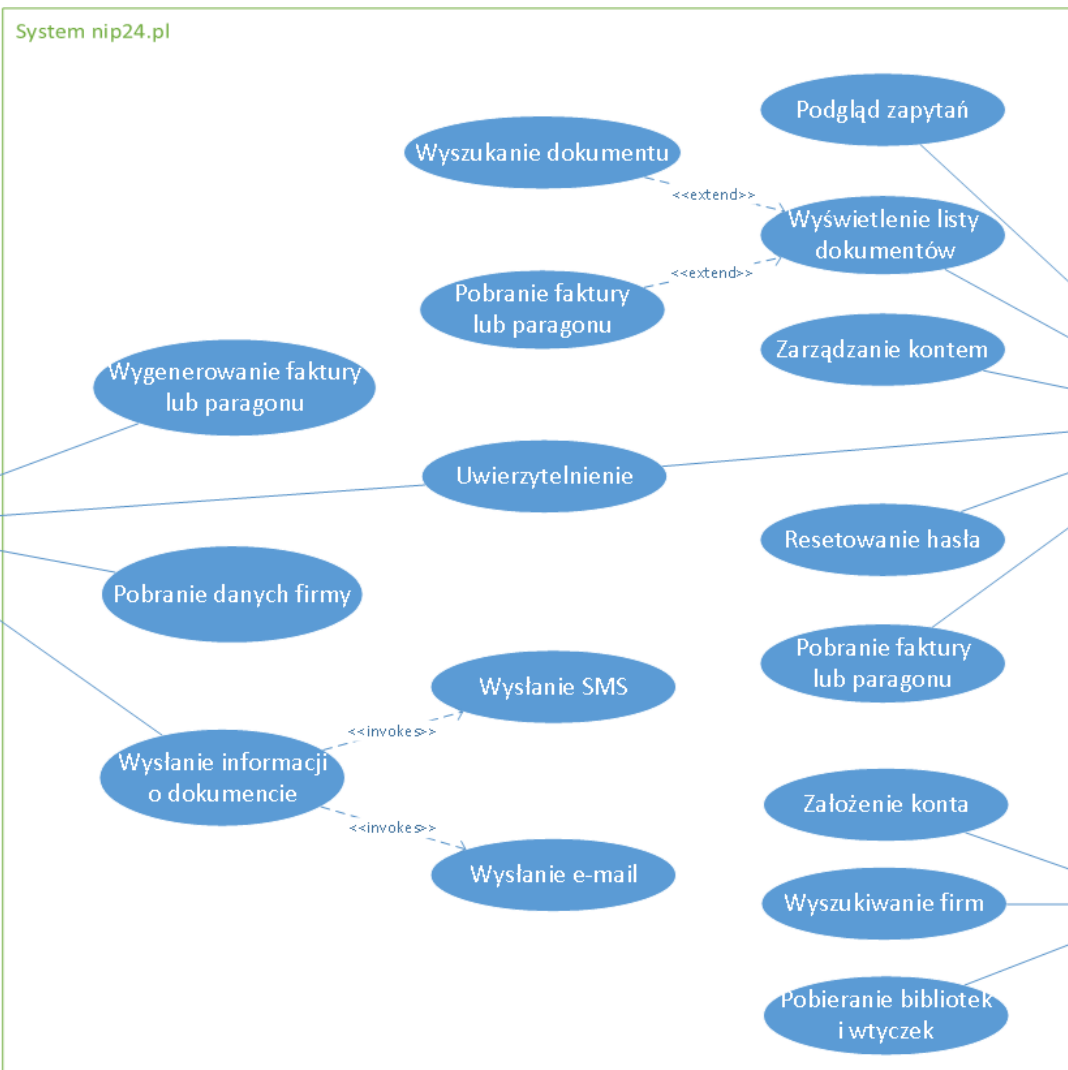 System nip24.pl
Podgląd zapytań
Wyszukanie dokumentu
<<extend>>
Wyświetlenie listy
dokumentów
<<extend>>
Pobranie faktury
lub paragonu
Zarządzanie kontem
Wygenerowanie faktury
lub paragonu
Uwierzytelnienie
Resetowanie hasła
Pobranie danych firmy
Pobranie faktury
lub paragonu
Wysłanie SMS
<<invokes>>
Wysłanie informacji
o dokumencie
<<invokes>>
Wysłanie e-mail
Założenie konta
Wyszukiwanie firm
Pobieranie bibliotek
i wtyczek